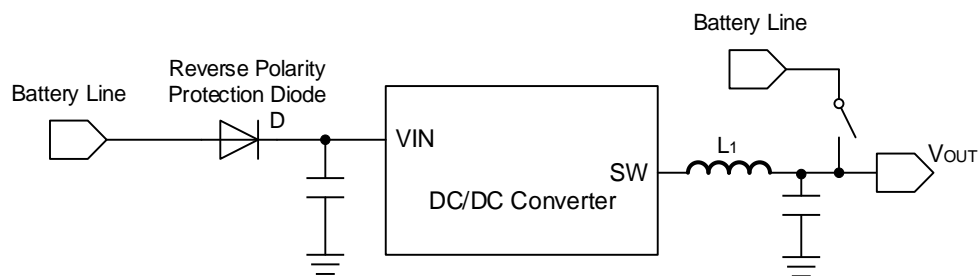 Battery Line
Reverse Polarity
Protection Diode
D
Battery Line
VIN
SW
DC/DC Converter
L1
VOUT